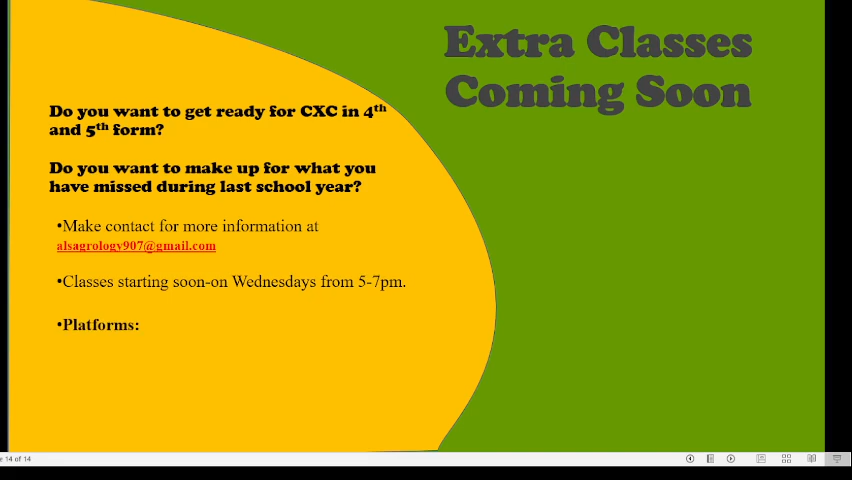 Extra Classes
Coming Soon
Do you want to get ready for CXC in 4th
and 5th form?
Do you want to make up for what you
have missed during last school year?
•Make contact for more information at
alsagrology907@gmail.com
•Classes starting soon-on Wednesdays from 5-7pm.
•Platforms:
14 of 14